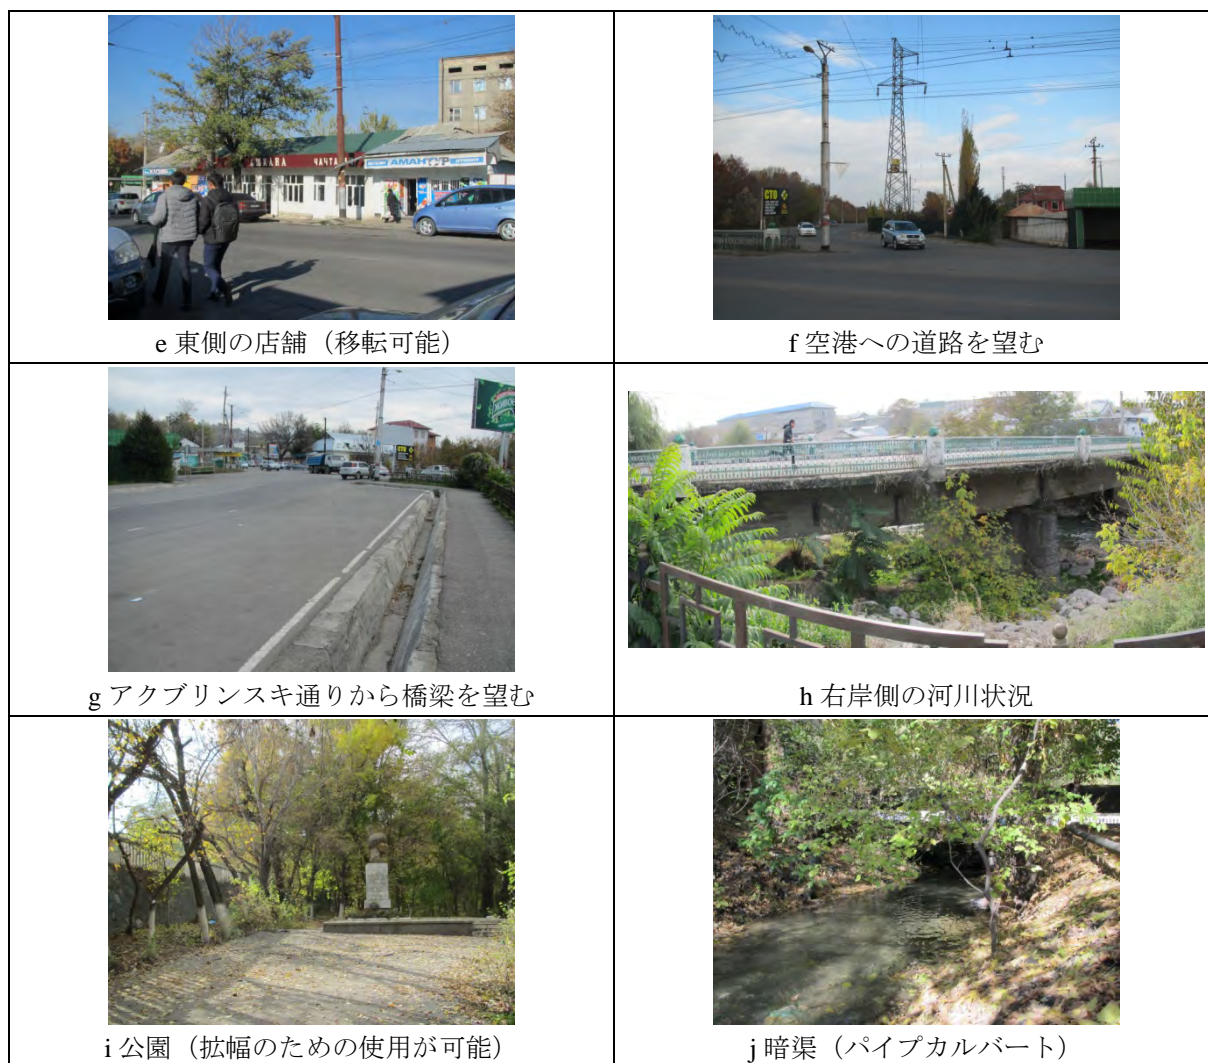 АМАНТУР
e 東側の店舗（移転可能）
СТО
f 空港への道路を望む
СТО
g アクブリンスキ通りから橋梁を望む
h 右岸側の河川状況
i 公園（拡幅のための使用が可能）
j 暗渠（パイプカルバート）